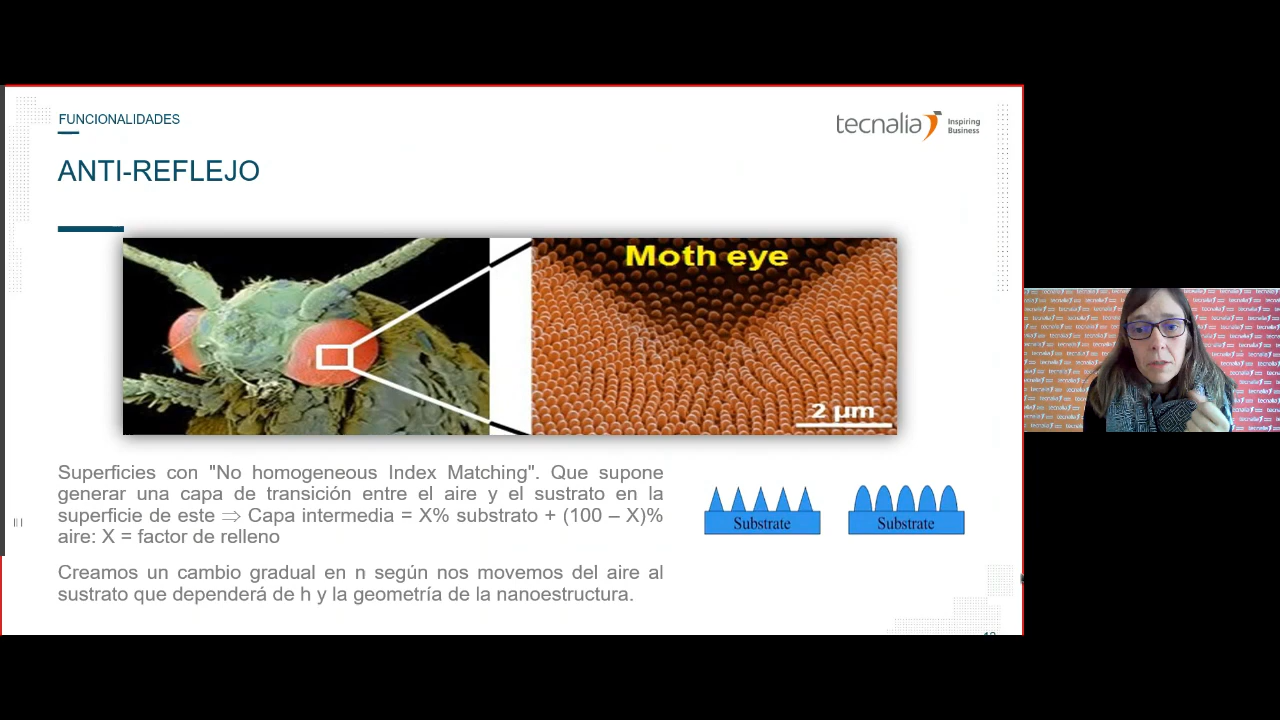 FUNCIONALIDADES
tecnalia Inspiring Business
ANTI-REFLEJO
Moth eye
2 µm
Superficies con "No homogeneous Index Matching". Que supone
generar una capa de transición entre el aire y el sustrato en la
superficie de este ⇒ Capa intermedia = X% substrato + (100 – X)%
aire: X = factor de relleno
Substrate
Substrate
Creamos un cambio gradual en n según nos movemos del aire al
sustrato que dependerá de h y la geometría de la nanoestructura.